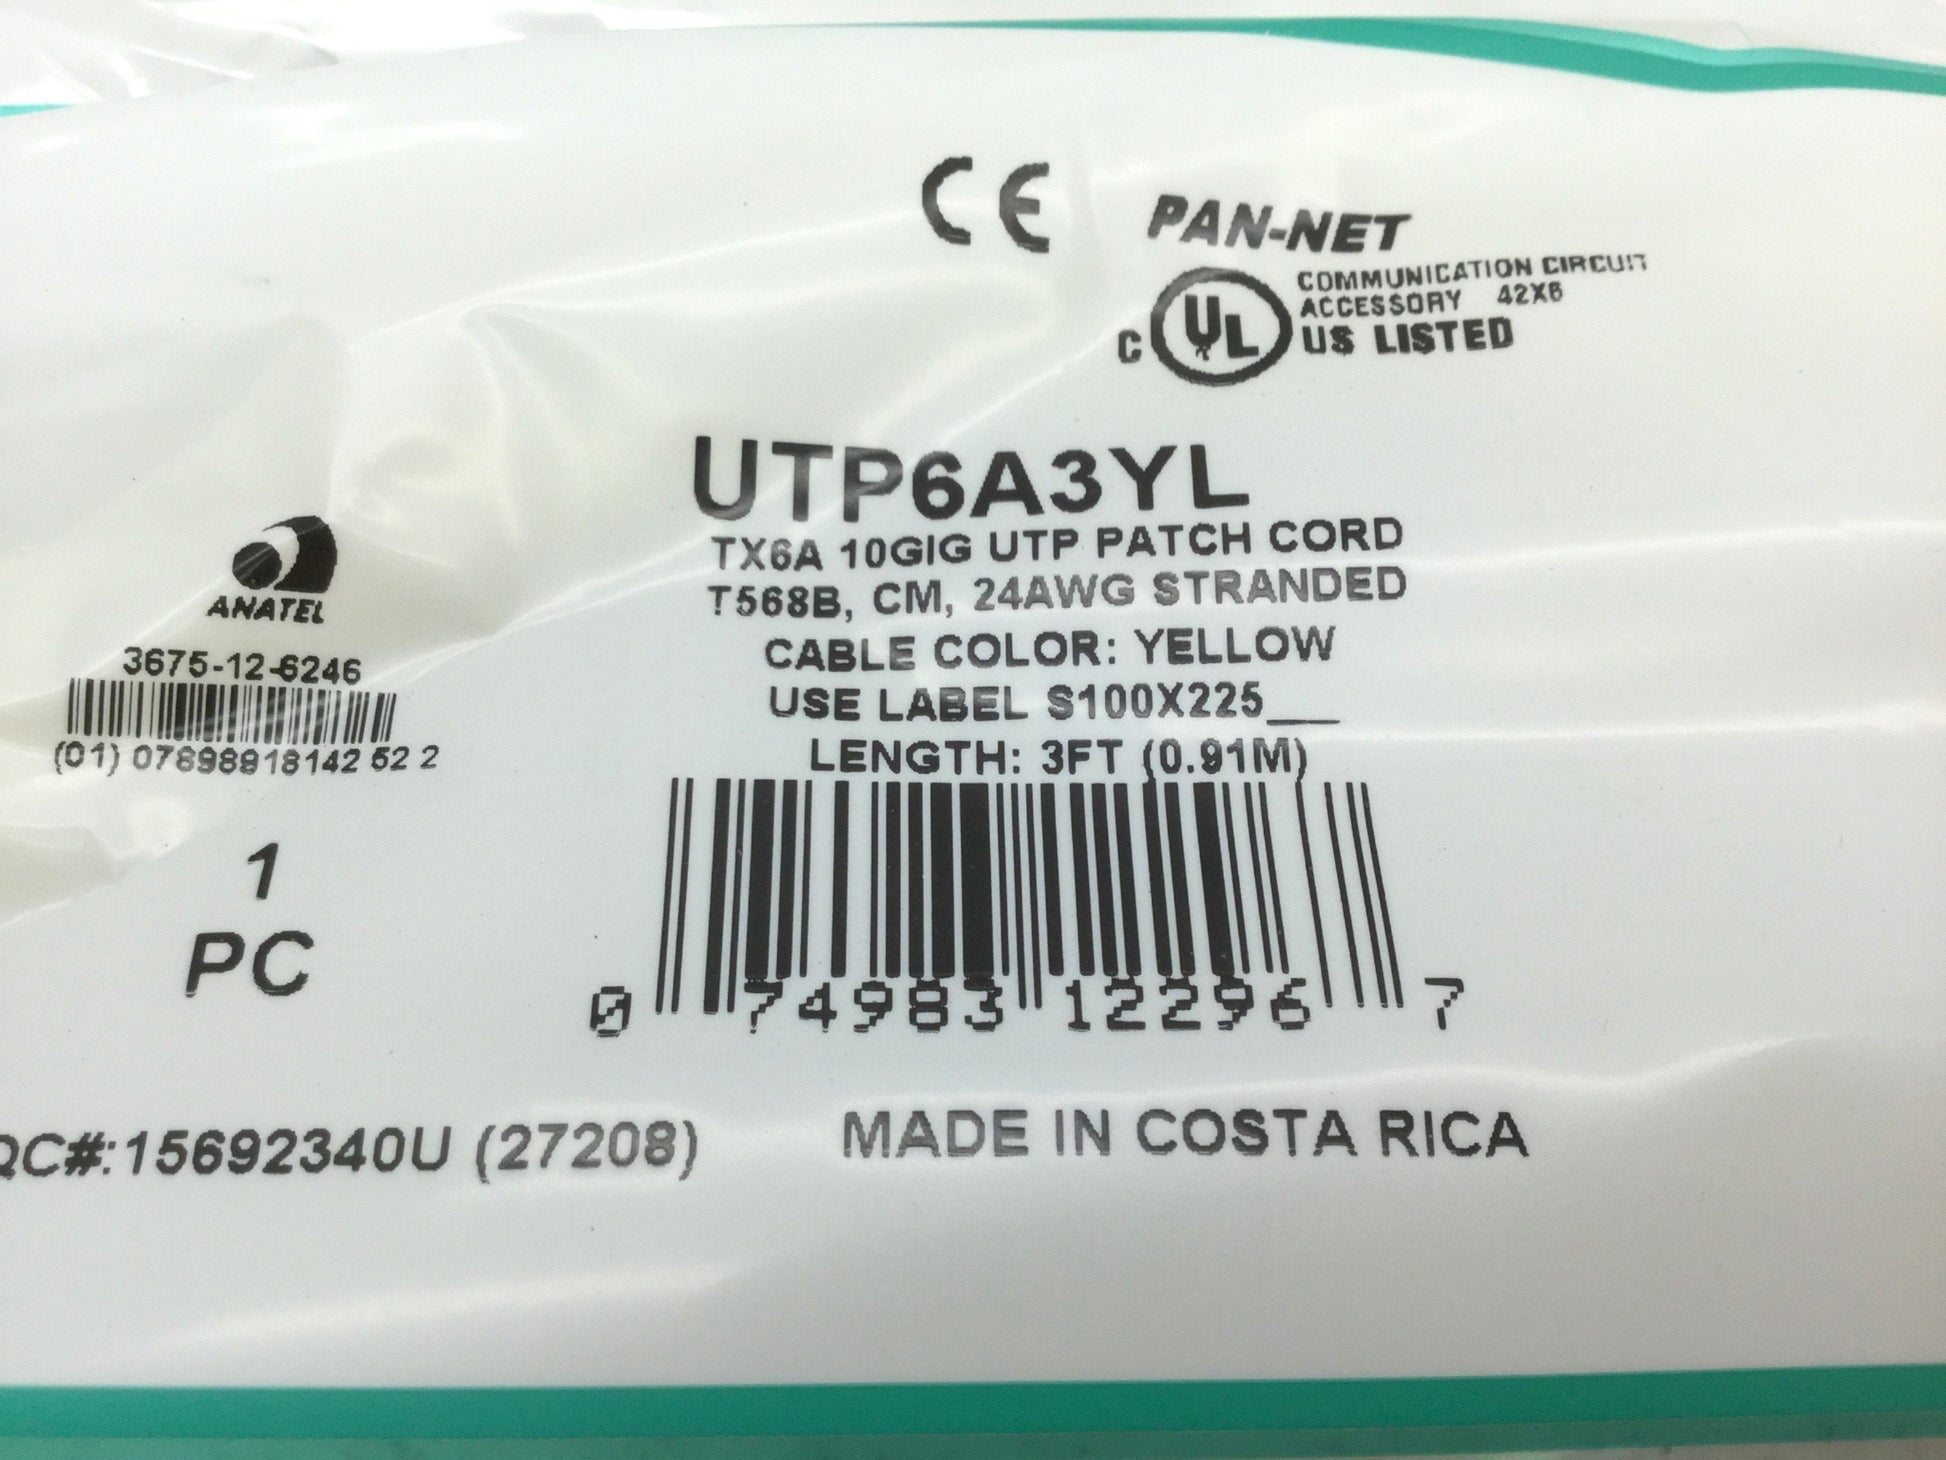 CE
PAN-NET
COMMUNICATION CIRCUIT
ACCESSORY 42X6
C UL US LISTED
UTP6A3YL
TX6A 10GIG UTP PATCH CORD
T568B, CM, 24AWG STRANDED
CABLE COLOR: YELLOW
USE LABEL S100X225___
LENGTH: 3FT (0.91M)
0 74983 12296 7
ANATEL
3675-12-6246
(01) 07898918142 52 2
1
PC
QC#:15692340U (27208)
MADE IN COSTA RICA